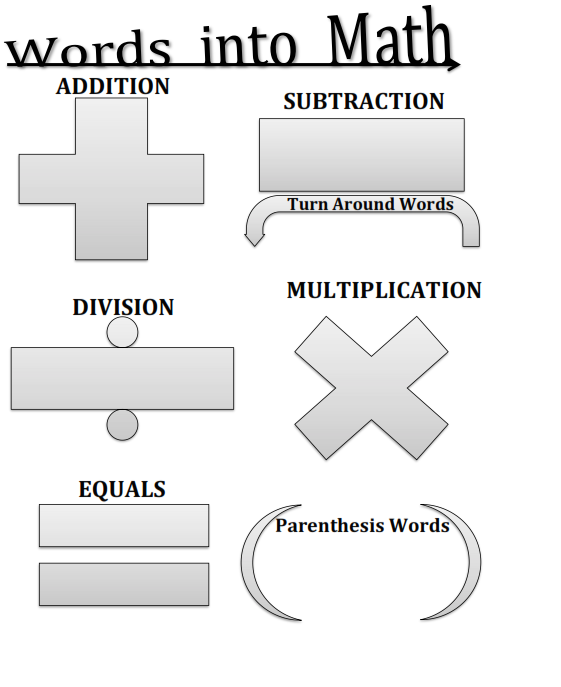 Words into Math
ADDITION
SUBTRACTION
Turn Around Words
DIVISION
MULTIPLICATION
EQUALS
Parenthesis Words